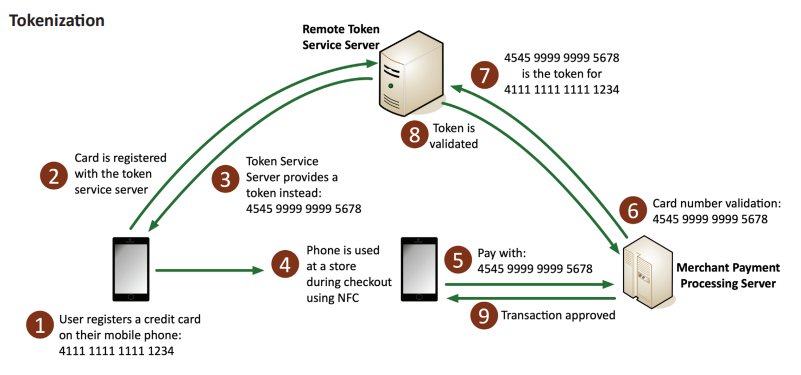 Tokenization
Remote Token
Service Server
7
4545 9999 9999 5678
is the token for
4111 1111 1111 1234
8
Token is
validated
2
Card is registered
with the token
service server
3
Token Service
Server provides a
token instead:
4545 9999 9999 5678
6
Card number validation:
4545 9999 9999 5678
4
Phone is used
at a store
during checkout
using NFC
5
Pay with:
4545 9999 9999 5678
Merchant Payment
Processing Server
1
User registers a credit card
on their mobile phone:
4111 1111 1111 1234
9
Transaction approved